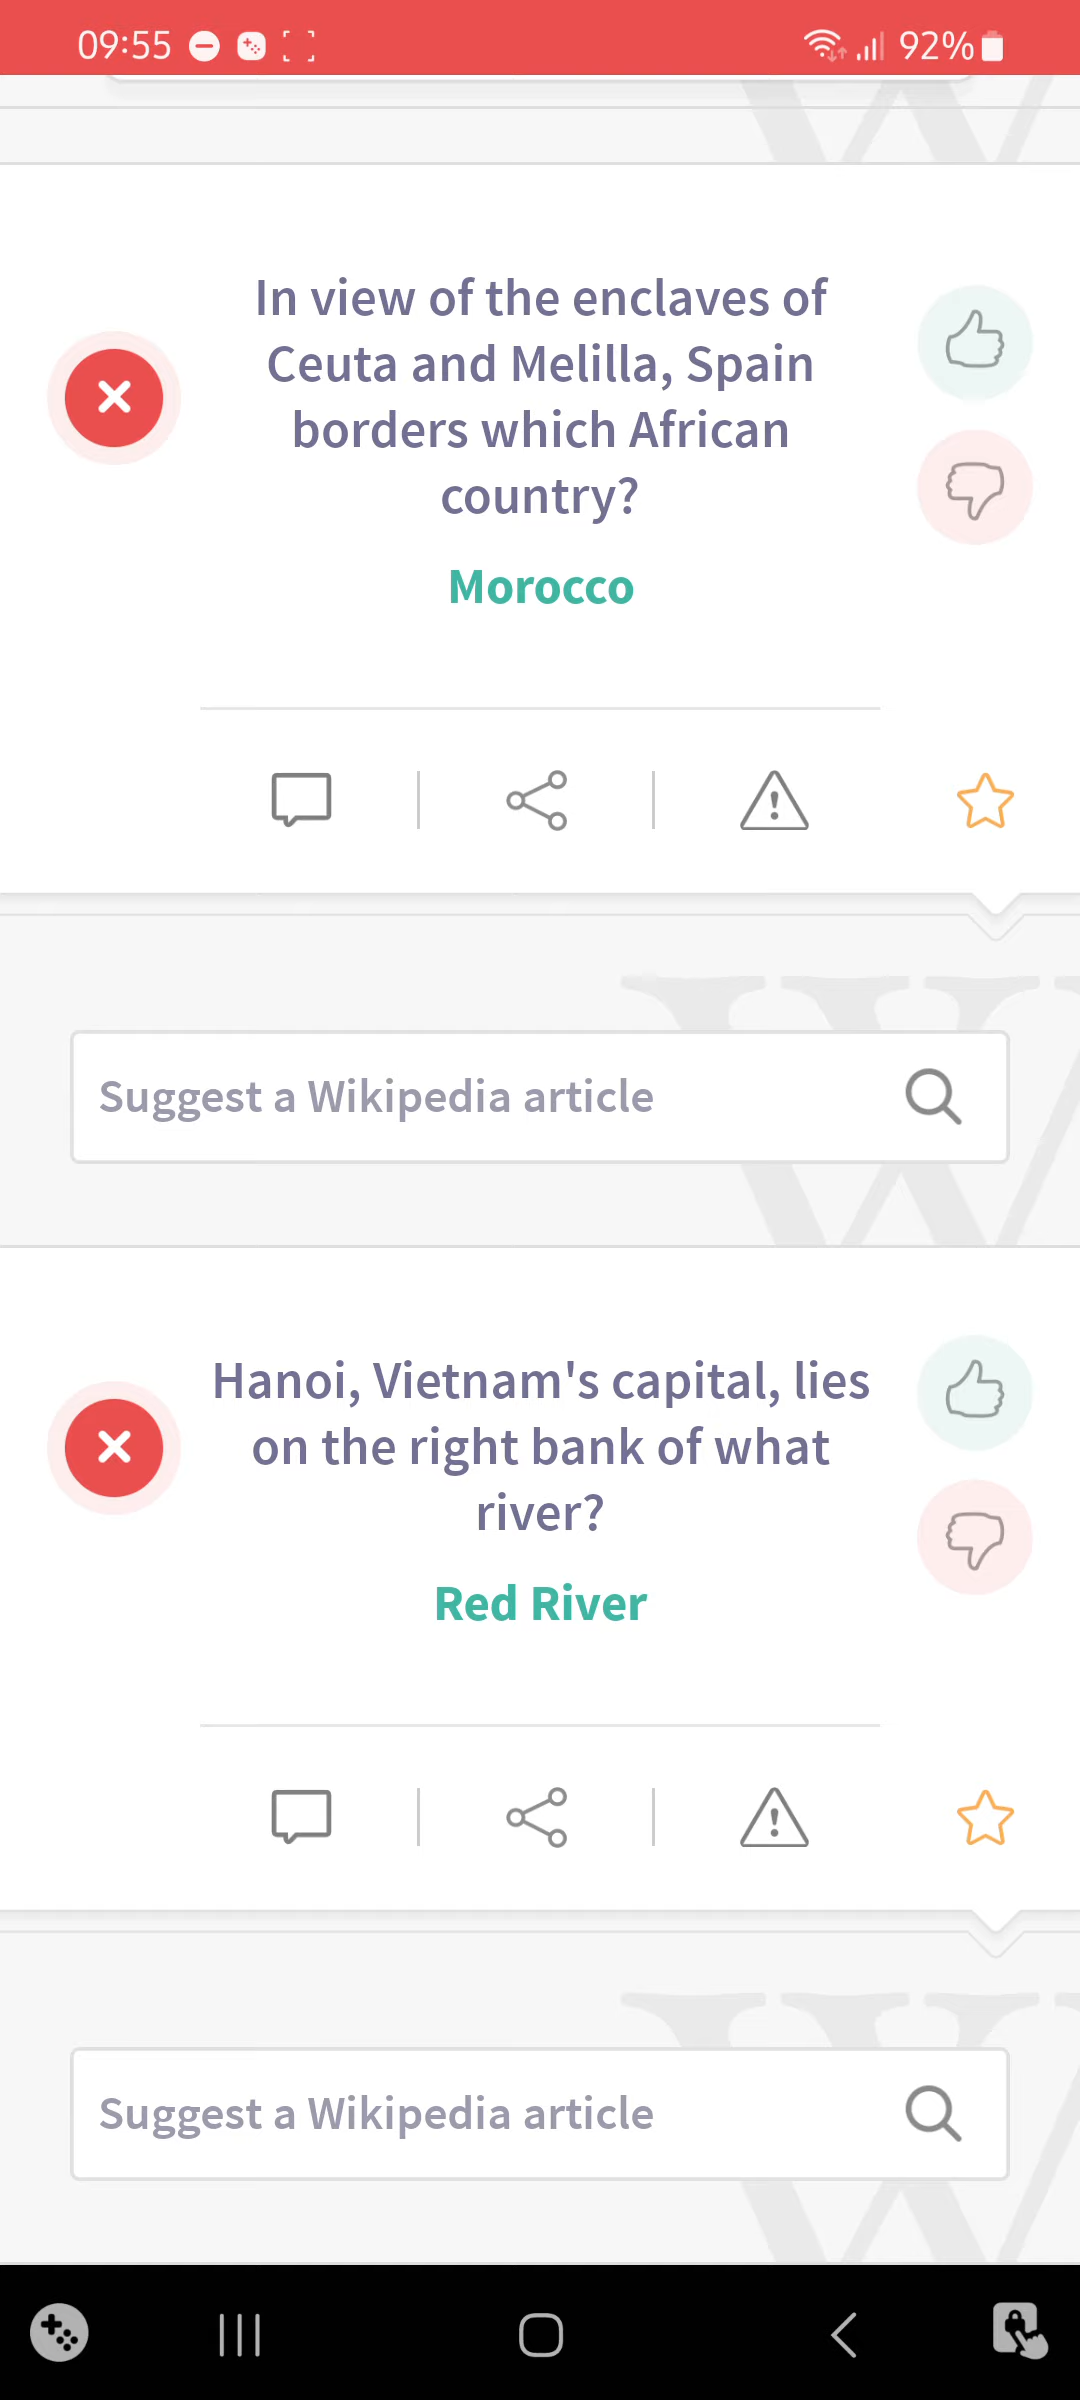 09:55
92%
In view of the enclaves of
Ceuta and Melilla, Spain
borders which African
country?
Morocco
Suggest a Wikipedia article
Hanoi, Vietnam's capital, lies
on the right bank of what
river?
Red River
Suggest a Wikipedia article